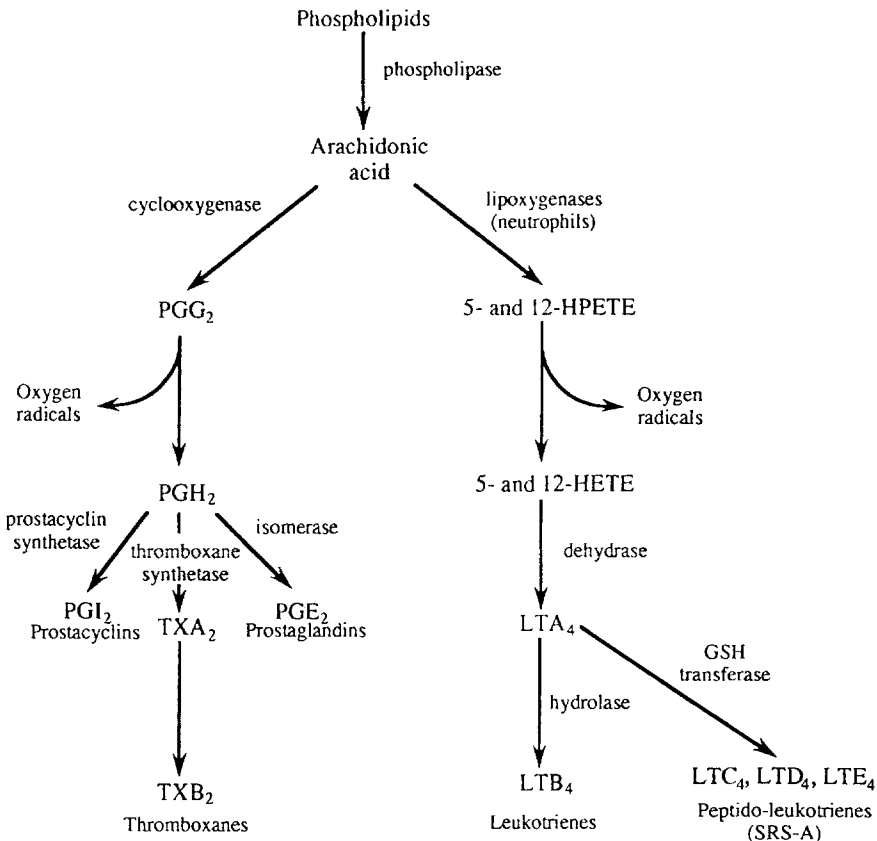 Phospholipids
phospholipase
Arachidonic
acid
cyclooxygenase
lipoxygenases
(neutrophils)
PGG₂
5- and 12-HPETE
Oxygen
radicals
Oxygen
radicals
PGH₂
5- and 12-HETE
prostacyclin
synthetase
thromboxane
synthetase
isomerase
dehydrase
PGI₂
Prostacyclins
TXA₂
PGE₂
Prostaglandins
LTA₄
GSH
transferase
hydrolase
TXB₂
Thromboxanes
LTB₄
Leukotrienes
LTC₄, LTD₄, LTE₄
Peptido-leukotrienes
(SRS-A)